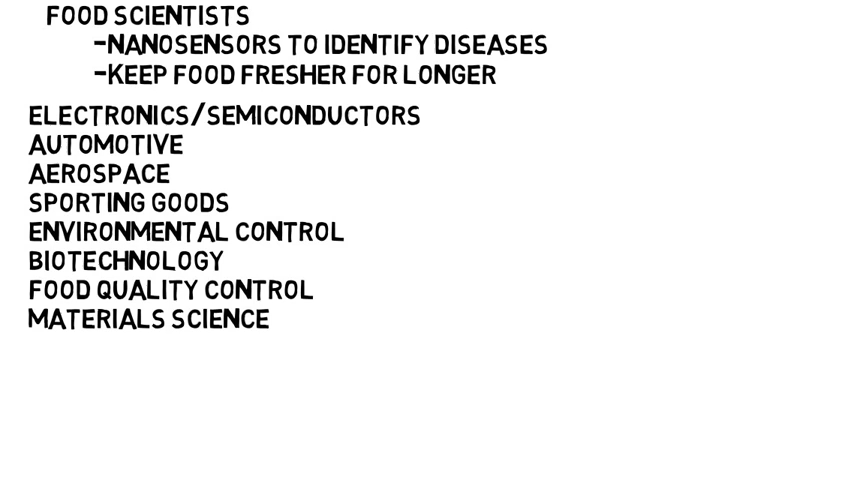 FOOD SCIENTISTS
-NANOSENSORS TO IDENTIFY DISEASES
-KEEP FOOD FRESHER FOR LONGER
ELECTRONICS/SEMICONDUCTORS
AUTOMOTIVE
AEROSPACE
SPORTING GOODS
ENVIRONMENTAL CONTROL
BIOTECHNOLOGY
FOOD QUALITY CONTROL
MATERIALS SCIENCE